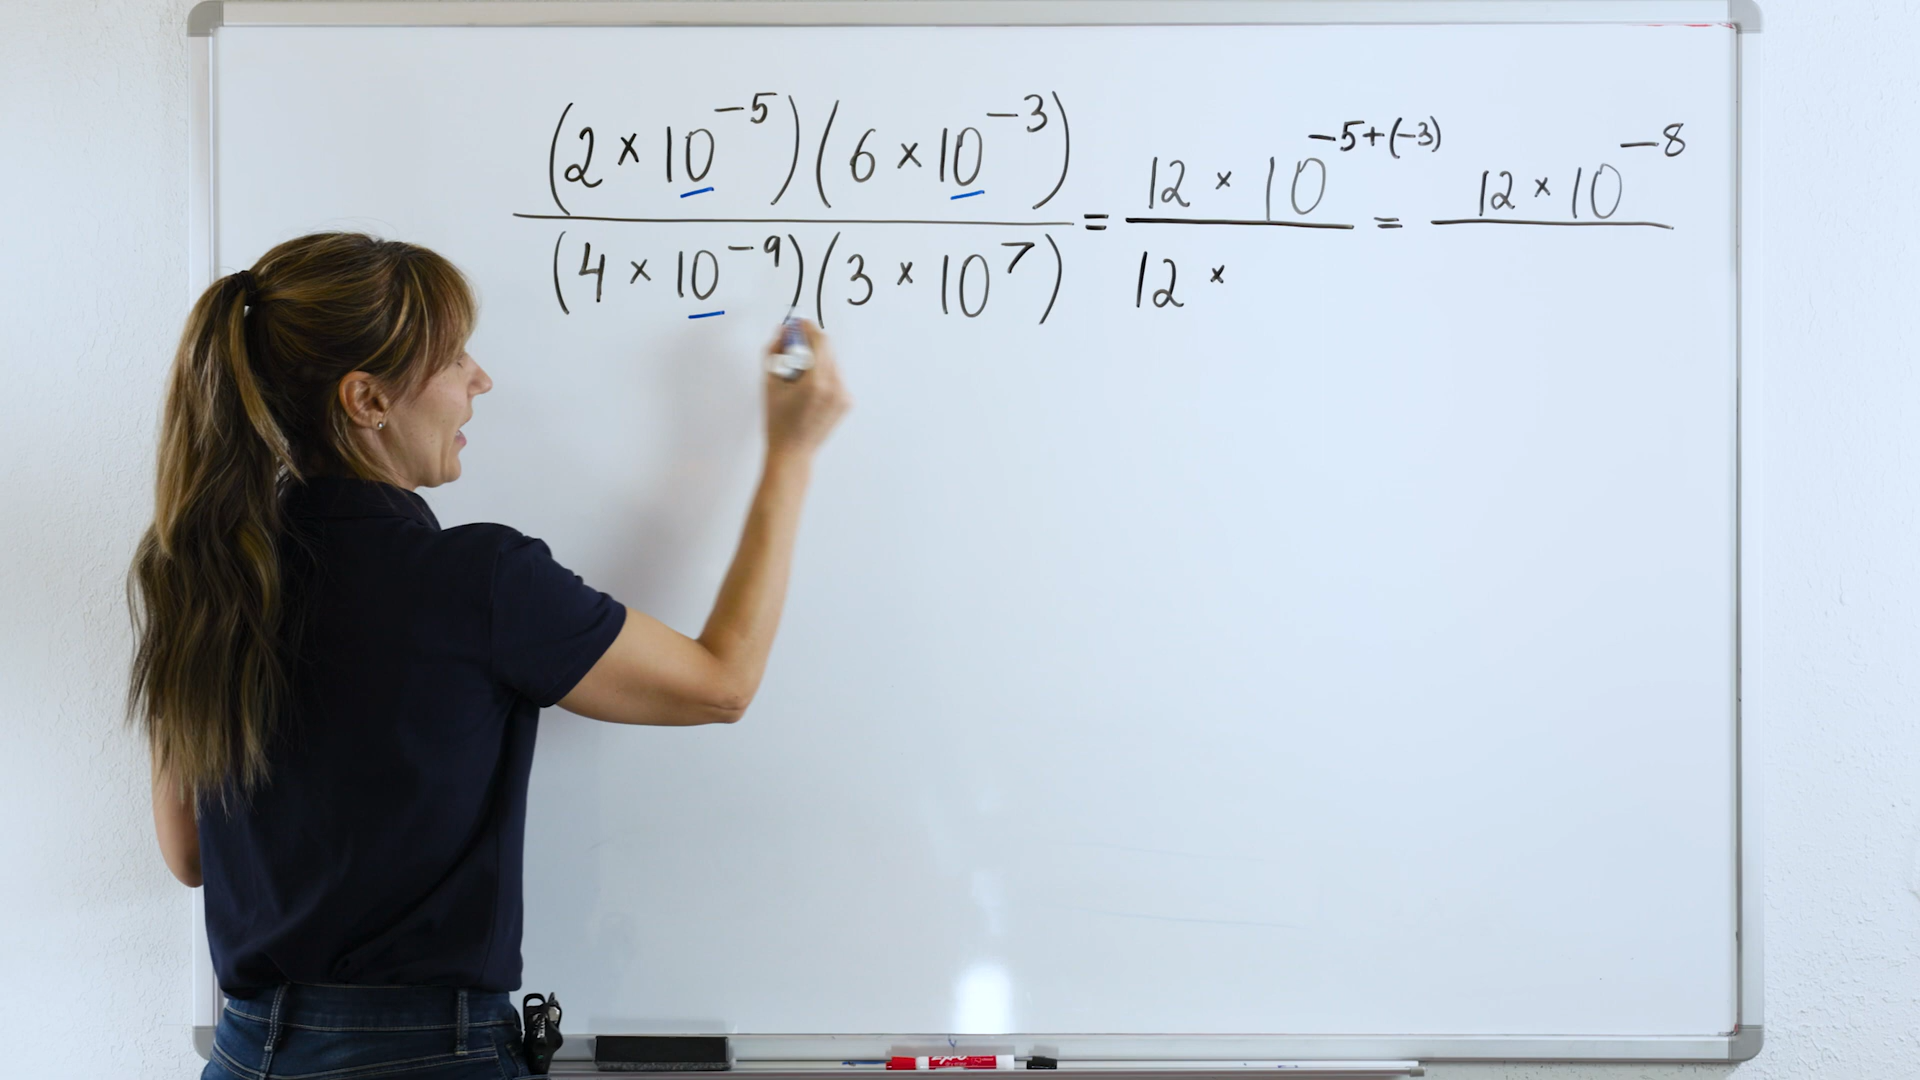 (2 × 10⁻⁵)(6 × 10⁻³) / (4 × 10⁻⁹)(3 × 10⁷) = 12 × 10⁻⁵⁺⁽⁻³⁾ / 12 × = 12 × 10⁻⁸
EXPO